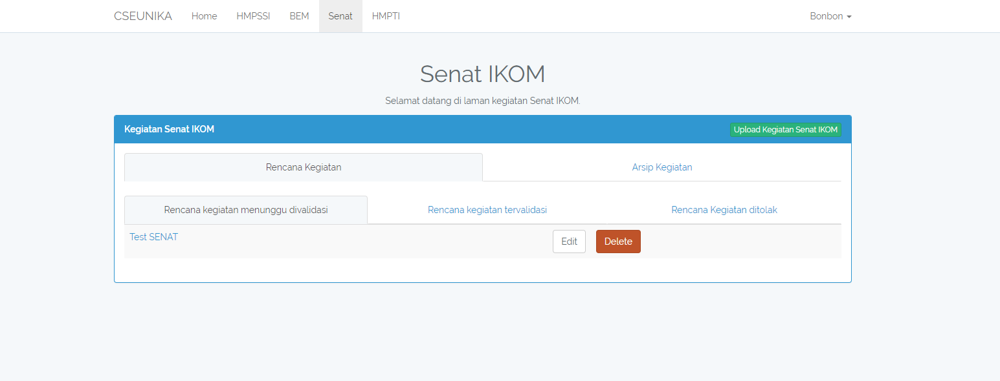 CSEUNIKA Home HMPSSI BEM Senat HMPTI Bonbon
Senat IKOM
Selamat datang di laman kegiatan Senat IKOM.
Kegiatan Senat IKOM Upload Kegiatan Senat IKOM
Rencana Kegiatan Arsip Kegiatan
Rencana kegiatan menunggu divalidasi Rencana kegiatan tervalidasi Rencana Kegiatan ditolak
Test SENAT Edit Delete